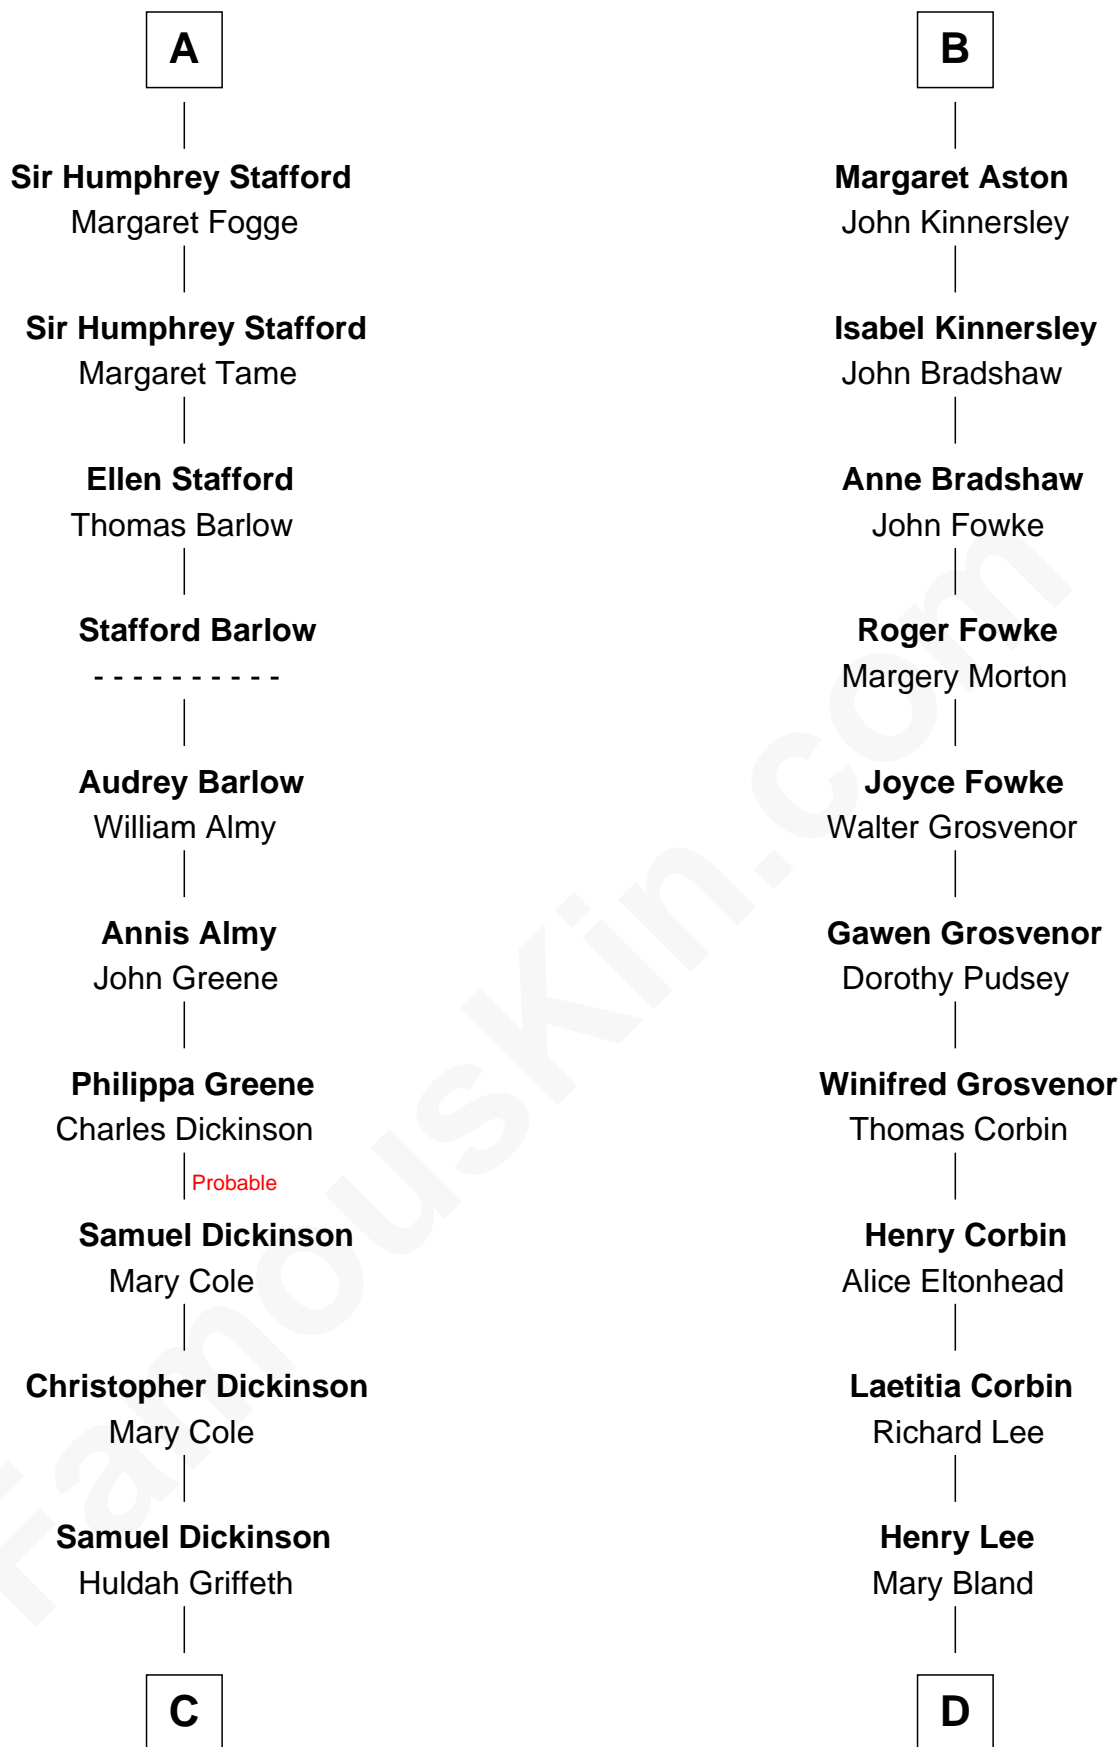 A
Sir Humphrey Stafford
Margaret Fogge
Sir Humphrey Stafford
Margaret Tame
Ellen Stafford
Thomas Barlow
Stafford Barlow
- - - - - - - - - -
Audrey Barlow
William Almy
Annis Almy
John Greene
Philippa Greene
Charles Dickinson
Probable
Samuel Dickinson
Mary Cole
Christopher Dickinson
Mary Cole
Samuel Dickinson
Huldah Griffeth
C
B
Margaret Aston
John Kinnersley
Isabel Kinnersley
John Bradshaw
Anne Bradshaw
John Fowke
Roger Fowke
Margery Morton
Joyce Fowke
Walter Grosvenor
Gawen Grosvenor
Dorothy Pudsey
Winifred Grosvenor
Thomas Corbin
Henry Corbin
Alice Eltonhead
Laetitia Corbin
Richard Lee
Henry Lee
Mary Bland
D
FamousKin.com